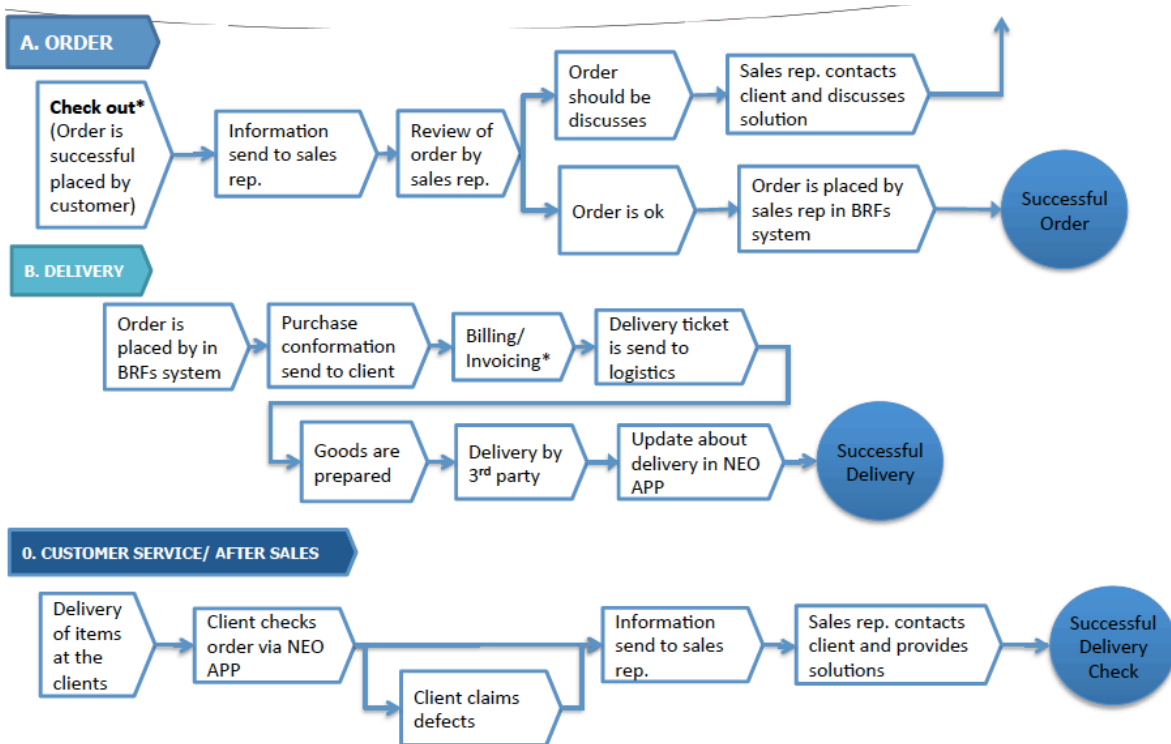 A. ORDER
Check out*
(Order is
successful
placed by
customer)
Information
send to sales
rep.
Review of
order by
sales rep.
Order
should be
discusses
Sales rep. contacts
client and discusses
solution
Order is ok
Order is placed by
sales rep in BRFs
system
Successful
Order
B. DELIVERY
Order is
placed by in
BRFs system
Purchase
conformation
send to client
Billing/
Invoicing*
Delivery ticket
is send to
logistics
Goods are
prepared
Delivery by
3rd party
Update about
delivery in NEO
APP
Successful
Delivery
0. CUSTOMER SERVICE/ AFTER SALES
Delivery
of items
at the
clients
Client checks
order via NEO
APP
Client claims
defects
Information
send to sales
rep.
Sales rep. contacts
client and provides
solutions
Successful
Delivery
Check